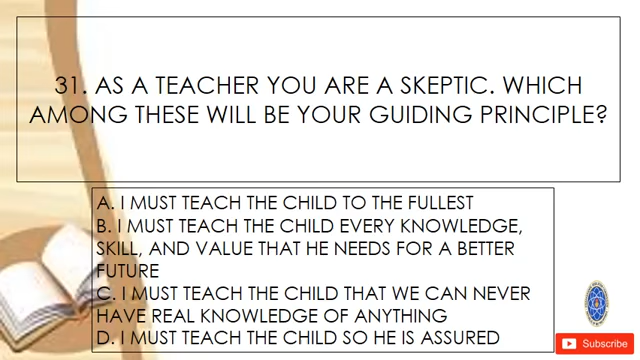 31. AS A TEACHER YOU ARE A SKEPTIC. WHICH
AMONG THESE WILL BE YOUR GUIDING PRINCIPLE?
A. I MUST TEACH THE CHILD TO THE FULLEST
B. I MUST TEACH THE CHILD EVERY KNOWLEDGE,
SKILL, AND VALUE THAT HE NEEDS FOR A BETTER
FUTURE
C. I MUST TEACH THE CHILD THAT WE CAN NEVER
HAVE REAL KNOWLEDGE OF ANYTHING
D. I MUST TEACH THE CHILD SO HE IS ASSURED
Subscribe